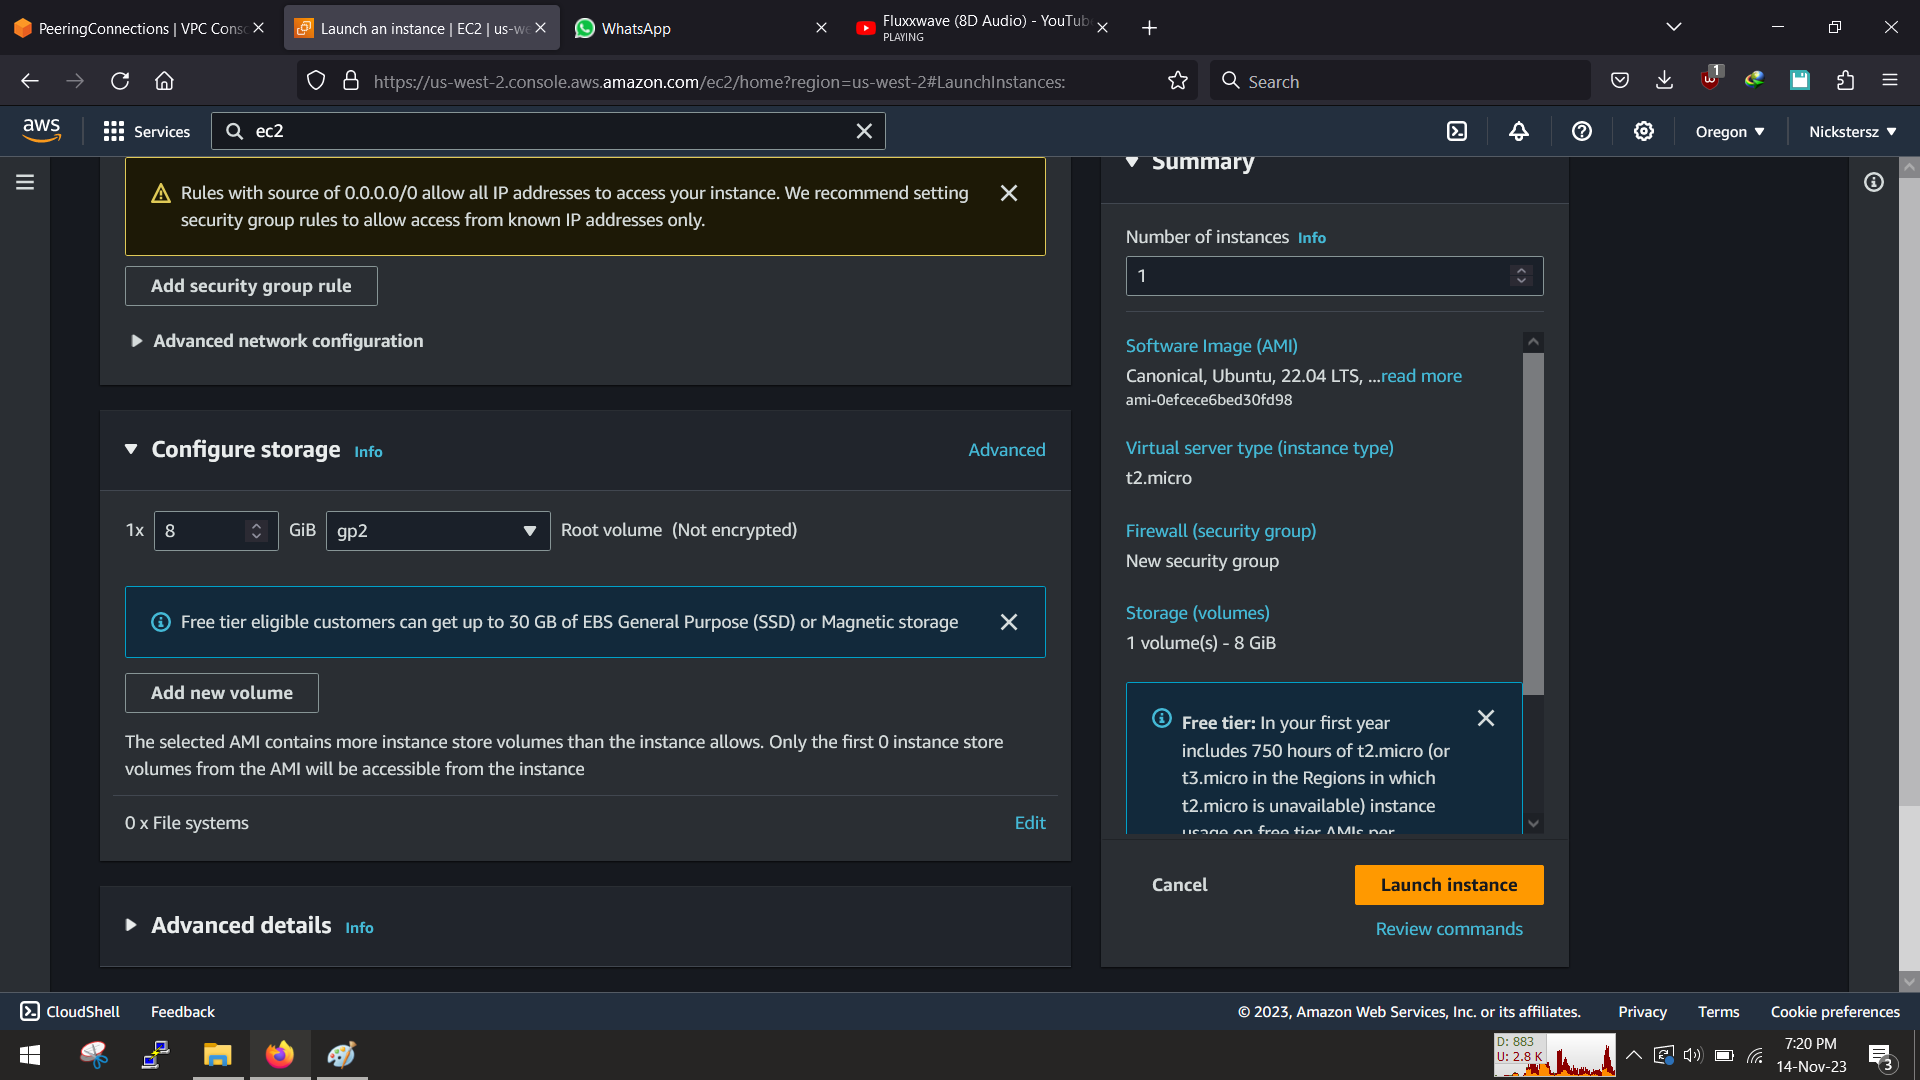 PeeringConnections | VPC Conso
Launch an instance | EC2 | us-we
WhatsApp
Fluxxwave (8D Audio) - YouTube
PLAYING
https://us-west-2.console.aws.amazon.com/ec2/home?region=us-west-2#LaunchInstances:
Search
1
aws
Services
ec2
Oregon
Nickstersz
Rules with source of 0.0.0.0/0 allow all IP addresses to access your instance. We recommend setting
security group rules to allow access from known IP addresses only.
Add security group rule
Advanced network configuration
Configure storage Info
Advanced
1x 8 GiB gp2 Root volume (Not encrypted)
Free tier eligible customers can get up to 30 GB of EBS General Purpose (SSD) or Magnetic storage
Add new volume
The selected AMI contains more instance store volumes than the instance allows. Only the first 0 instance store
volumes from the AMI will be accessible from the instance
0 x File systems
Edit
Advanced details Info
Summary
Number of instances Info
1
Software Image (AMI)
Canonical, Ubuntu, 22.04 LTS, ...read more
ami-0efcece6bed30fd98
Virtual server type (instance type)
t2.micro
Firewall (security group)
New security group
Storage (volumes)
1 volume(s) - 8 GiB
Free tier: In your first year
includes 750 hours of t2.micro (or
t3.micro in the Regions in which
t2.micro is unavailable) instance
usage on free tier AMIs per
Cancel
Launch instance
Review commands
CloudShell
Feedback
© 2023, Amazon Web Services, Inc. or its affiliates.
Privacy
Terms
Cookie preferences
D: 883
U: 2.8 K
7:20 PM
14-Nov-23
3